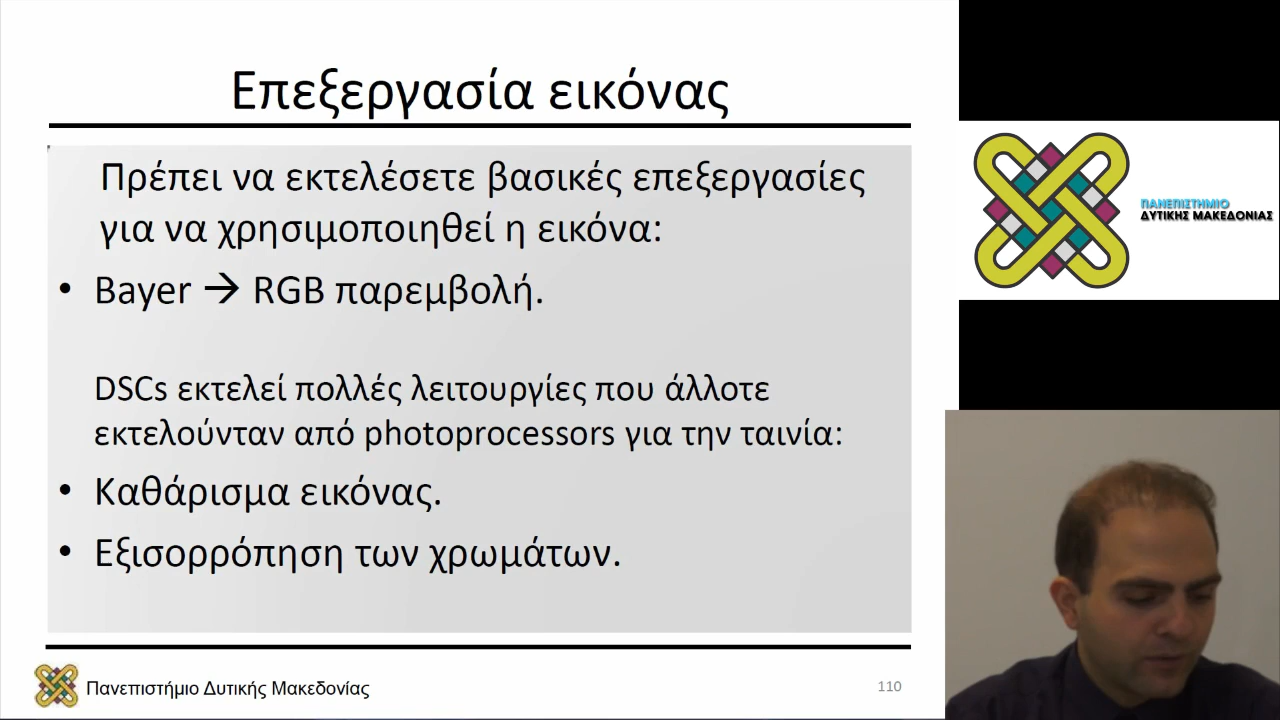 Επεξεργασία εικόνας
Πρέπει να εκτελέσετε βασικές επεξεργασίες
για να χρησιμοποιηθεί η εικόνα:
• Bayer → RGB παρεμβολή.
DSCs εκτελεί πολλές λειτουργίες που άλλοτε
εκτελούνταν από photoprocessors για την ταινία:
• Καθάρισμα εικόνας.
• Εξισορρόπηση των χρωμάτων.
Πανεπιστήμιο Δυτικής Μακεδονίας
110
ΠΑΝΕΠΙΣΤΗΜΙΟ
ΔΥΤΙΚΗΣ ΜΑΚΕΔΟΝΙΑΣ